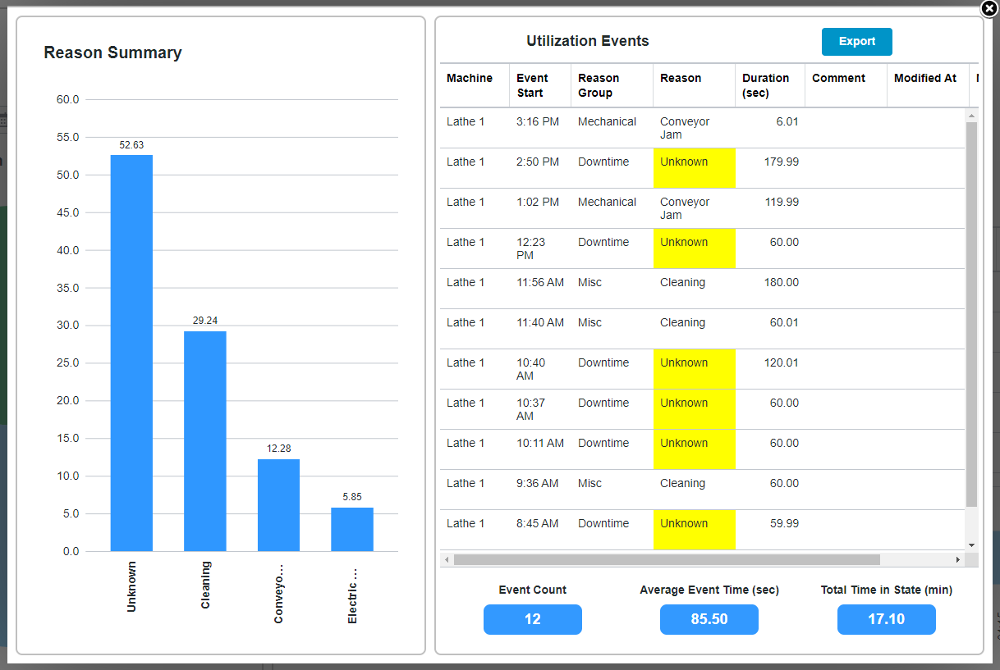 Reason Summary
60.0
55.0
50.0
45.0
40.0
35.0
30.0
25.0
20.0
15.0
10.0
5.0
0.0
52.63
29.24
12.28
5.85
Unknown
Cleaning
Conveyo...
Electric ...
Utilization Events
Export
Machine
Event
Start
Reason
Group
Reason
Duration
(sec)
Comment
Modified At
Lathe 1 3:16 PM Mechanical Conveyor 6.01
Jam
Lathe 1 2:50 PM Downtime Unknown 179.99
Lathe 1 1:02 PM Mechanical Conveyor 119.99
Jam
Lathe 1 12:23 Downtime Unknown 60.00
PM
Lathe 1 11:56 AM Misc Cleaning 180.00
Lathe 1 11:40 AM Misc Cleaning 60.01
Lathe 1 10:40 Downtime Unknown 120.01
AM
Lathe 1 10:37 Downtime Unknown 60.00
AM
Lathe 1 10:11 AM Downtime Unknown 60.00
Lathe 1 9:36 AM Misc Cleaning 60.00
Lathe 1 8:45 AM Downtime Unknown 59.99
Event Count
12
Average Event Time (sec)
85.50
Total Time in State (min)
17.10